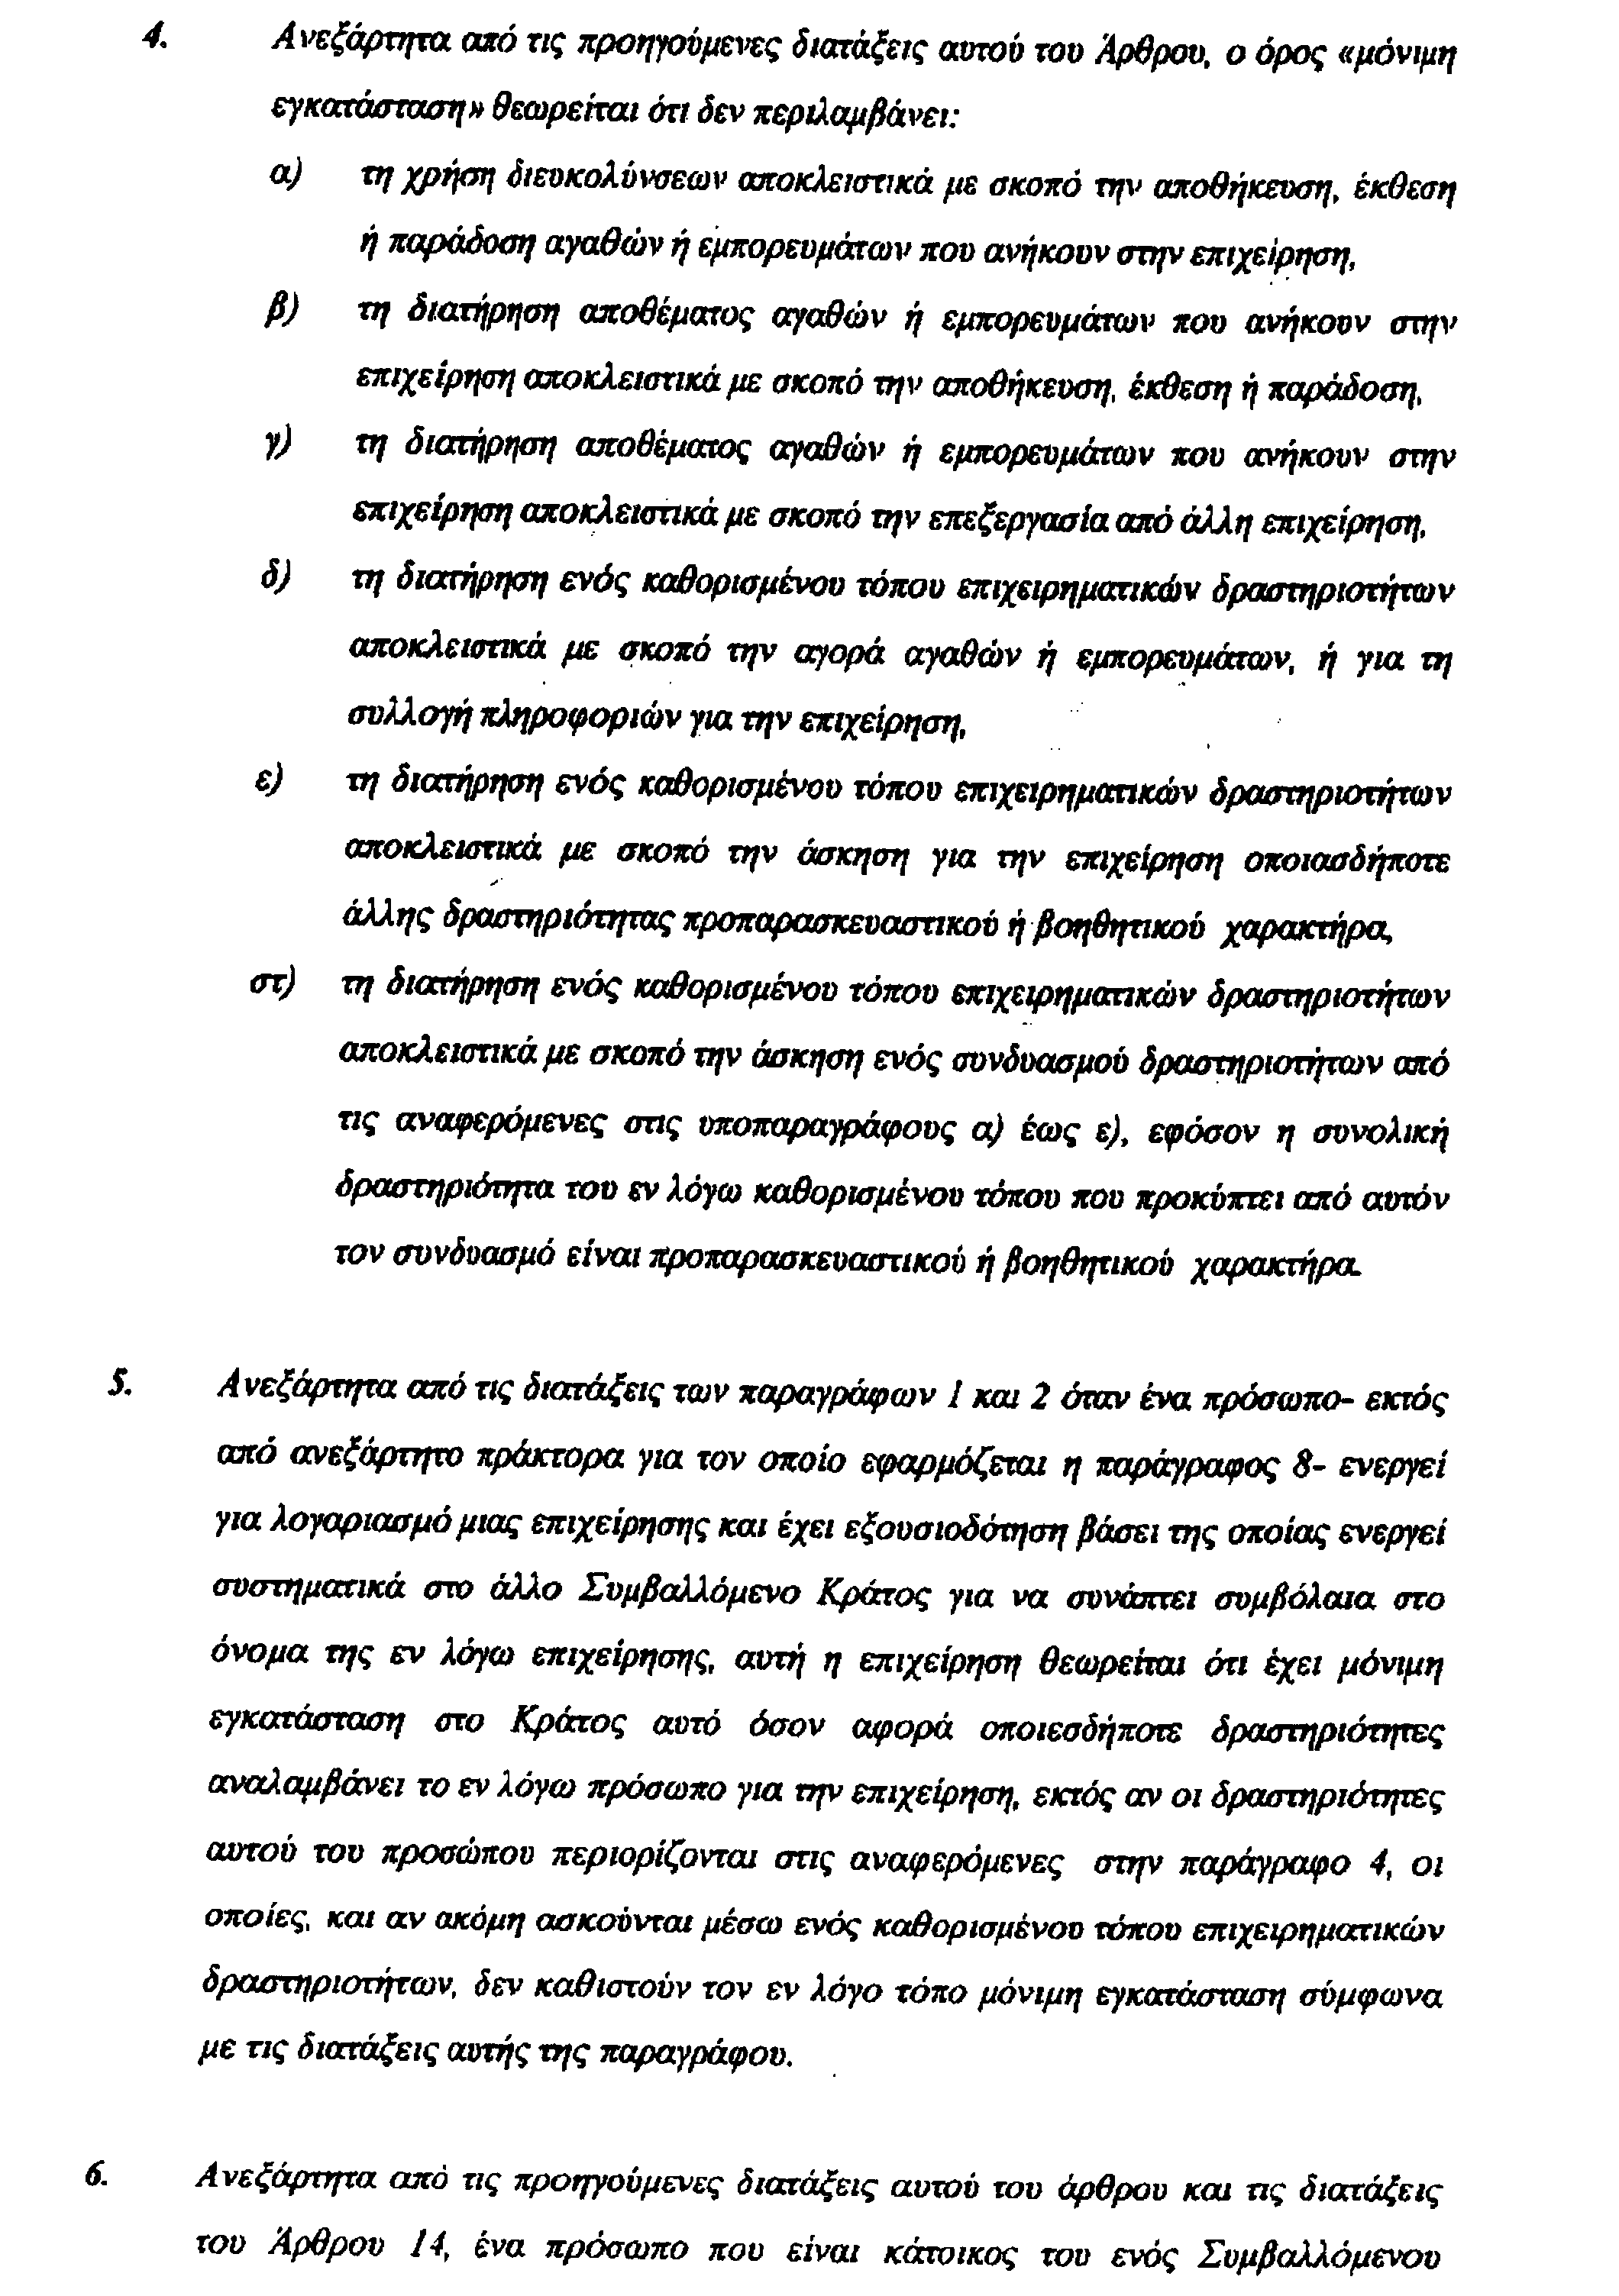 4. Ανεξάρτητα από τις προηγούμενες διατάξεις αυτού του Άρθρου, ο όρος «μόνιμη
εγκατάσταση» θεωρείται ότι δεν περιλαμβάνει:
α) τη χρήση διευκολύνσεων αποκλειστικά με σκοπό την αποθήκευση, έκθεση
ή παράδοση αγαθών ή εμπορευμάτων που ανήκουν στην επιχείρηση,
β) τη διατήρηση αποθέματος αγαθών ή εμπορευμάτων που ανήκουν στην
επιχείρηση αποκλειστικά με σκοπό την αποθήκευση, έκθεση ή παράδοση,
γ) τη διατήρηση αποθέματος αγαθών ή εμπορευμάτων που ανήκουν στην
επιχείρηση αποκλειστικά με σκοπό την επεξεργασία από άλλη επιχείρηση,
δ) τη διατήρηση ενός καθορισμένου τόπου επιχειρηματικών δραστηριοτήτων
αποκλειστικά με σκοπό την αγορά αγαθών ή εμπορευμάτων, ή για τη
συλλογή πληροφοριών για την επιχείρηση,
ε) τη διατήρηση ενός καθορισμένου τόπου επιχειρηματικών δραστηριοτήτων
αποκλειστικά με σκοπό την άσκηση για την επιχείρηση οποιασδήποτε
άλλης δραστηριότητας προπαρασκευαστικού ή βοηθητικού χαρακτήρα,
στ) τη διατήρηση ενός καθορισμένου τόπου επιχειρηματικών δραστηριοτήτων
αποκλειστικά με σκοπό την άσκηση ενός συνδυασμού δραστηριοτήτων από
τις αναφερόμενες στις υποπαραγράφους α) έως ε), εφόσον η συνολική
δραστηριότητα του εν λόγω καθορισμένου τόπου που προκύπτει από αυτόν
τον συνδυασμό είναι προπαρασκευαστικού ή βοηθητικού χαρακτήρα.
5. Ανεξάρτητα από τις διατάξεις των παραγράφων 1 και 2 όταν ένα πρόσωπο- εκτός
από ανεξάρτητο πράκτορα για τον οποίο εφαρμόζεται η παράγραφος 8- ενεργεί
για λογαριασμό μιας επιχείρησης και έχει εξουσιοδότηση βάσει της οποίας ενεργεί
συστηματικά στο άλλο Συμβαλλόμενο Κράτος για να συνάπτει συμβόλαια στο
όνομα της εν λόγω επιχείρησης, αυτή η επιχείρηση θεωρείται ότι έχει μόνιμη
εγκατάσταση στο Κράτος αυτό όσον αφορά οποιεσδήποτε δραστηριότητες
αναλαμβάνει το εν λόγω πρόσωπο για την επιχείρηση, εκτός αν οι δραστηριότητες
αυτού του προσώπου περιορίζονται στις αναφερόμενες στην παράγραφο 4, οι
οποίες, και αν ακόμη ασκούνται μέσω ενός καθορισμένου τόπου επιχειρηματικών
δραστηριοτήτων, δεν καθιστούν τον εν λόγο τόπο μόνιμη εγκατάσταση σύμφωνα
με τις διατάξεις αυτής της παραγράφου.
6. Ανεξάρτητα από τις προηγούμενες διατάξεις αυτού του άρθρου και τις διατάξεις
του Άρθρου 14, ένα πρόσωπο που είναι κάτοικος του ενός Συμβαλλόμενου